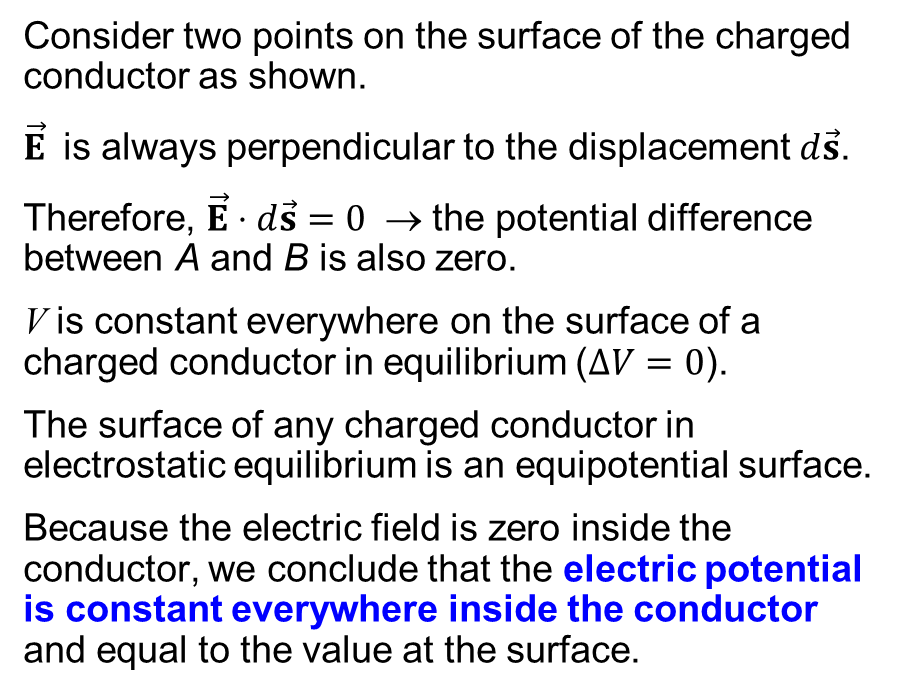 Consider two points on the surface of the charged
conductor as shown.
$\vec{\mathbf{E}}$ is always perpendicular to the displacement $d\vec{\mathbf{s}}$.
Therefore, $\vec{\mathbf{E}} \cdot d\vec{\mathbf{s}} = 0$ → the potential difference
between A and B is also zero.
V is constant everywhere on the surface of a
charged conductor in equilibrium (ΔV = 0).
The surface of any charged conductor in
electrostatic equilibrium is an equipotential surface.
Because the electric field is zero inside the
conductor, we conclude that the electric potential
is constant everywhere inside the conductor
and equal to the value at the surface.